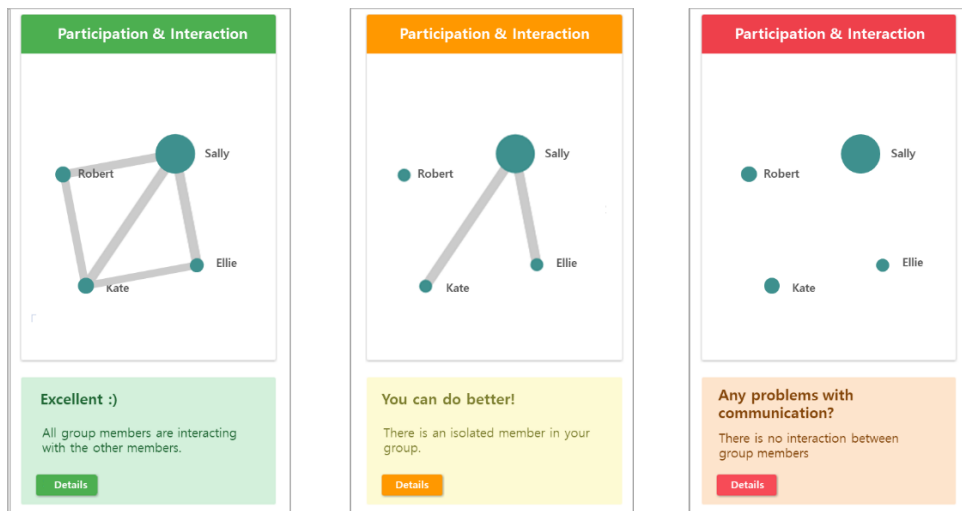 Participation & Interaction
Sally
Robert
Ellie
Kate
Excellent :)
All group members are interacting
with the other members.
Details
Participation & Interaction
Sally
Robert
Ellie
Kate
You can do better!
There is an isolated member in your
group.
Details
Participation & Interaction
Sally
Robert
Ellie
Kate
Any problems with
communication?
There is no interaction between
group members
Details